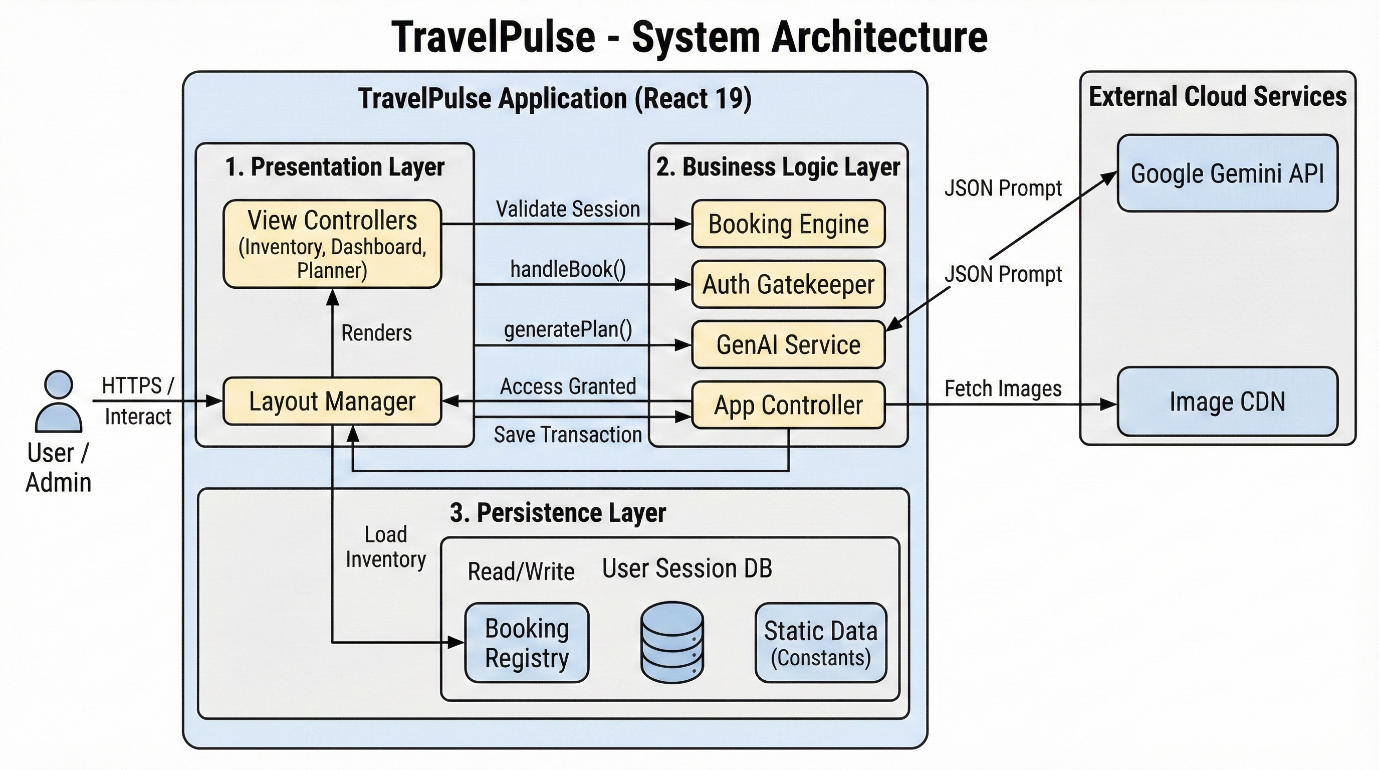 TravelPulse - System Architecture
TravelPulse Application (React 19)
1. Presentation Layer
View Controllers
(Inventory, Dashboard,
Planner)
Renders
Layout Manager
HTTPS /
Interact
User /
Admin
Validate Session
handleBook()
generatePlan()
Access Granted
Save Transaction
2. Business Logic Layer
Booking Engine
Auth Gatekeeper
GenAI Service
App Controller
JSON Prompt
JSON Prompt
Fetch Images
External Cloud Services
Google Gemini API
Image CDN
3. Persistence Layer
Load
Inventory
Read/Write
User Session DB
Booking
Registry
Static Data
(Constants)